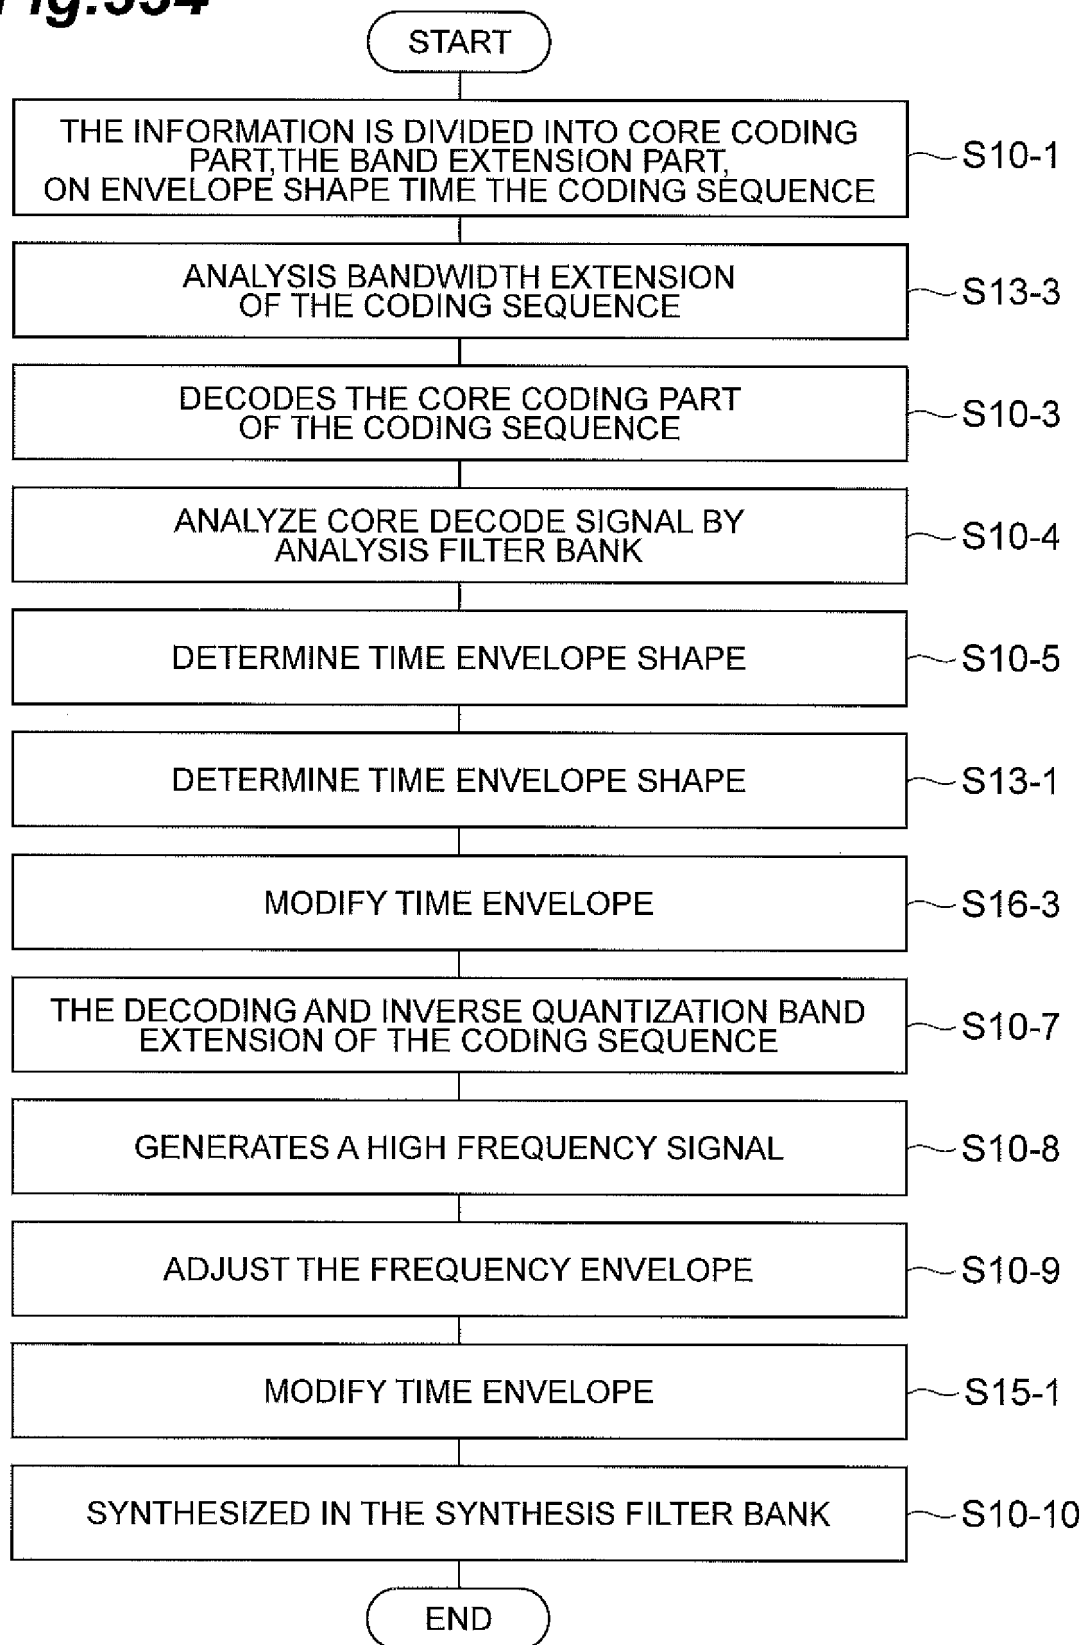 Fig.334
START
THE INFORMATION IS DIVIDED INTO CORE CODING
PART,THE BAND EXTENSION PART,
ON ENVELOPE SHAPE TIME THE CODING SEQUENCE
S10-1
ANALYSIS BANDWIDTH EXTENSION
OF THE CODING SEQUENCE
S13-3
DECODES THE CORE CODING PART
OF THE CODING SEQUENCE
S10-3
ANALYZE CORE DECODE SIGNAL BY
ANALYSIS FILTER BANK
S10-4
DETERMINE TIME ENVELOPE SHAPE
S10-5
DETERMINE TIME ENVELOPE SHAPE
S13-1
MODIFY TIME ENVELOPE
S16-3
THE DECODING AND INVERSE QUANTIZATION BAND
EXTENSION OF THE CODING SEQUENCE
S10-7
GENERATES A HIGH FREQUENCY SIGNAL
S10-8
ADJUST THE FREQUENCY ENVELOPE
S10-9
MODIFY TIME ENVELOPE
S15-1
SYNTHESIZED IN THE SYNTHESIS FILTER BANK
S10-10
END